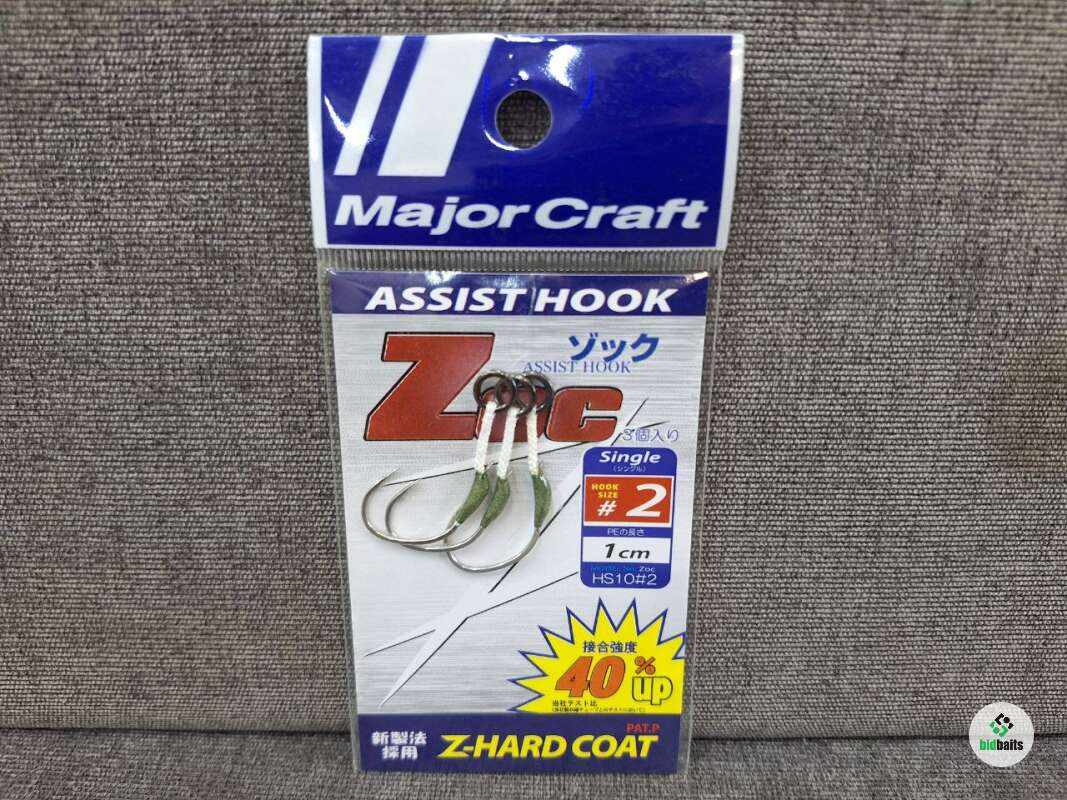 Major Craft
ASSIST HOOK
Zoc
ゾック
ASSIST HOOK
3個入り
Single
(シングル)
HOOK
SIZE
# 2
PEの長さ
1cm
MODEL No. Zoc
HS10#2
接合強度
40% up
当社テスト比
PAT.P
新製法
採用
Z-HARD COAT
bidbaits